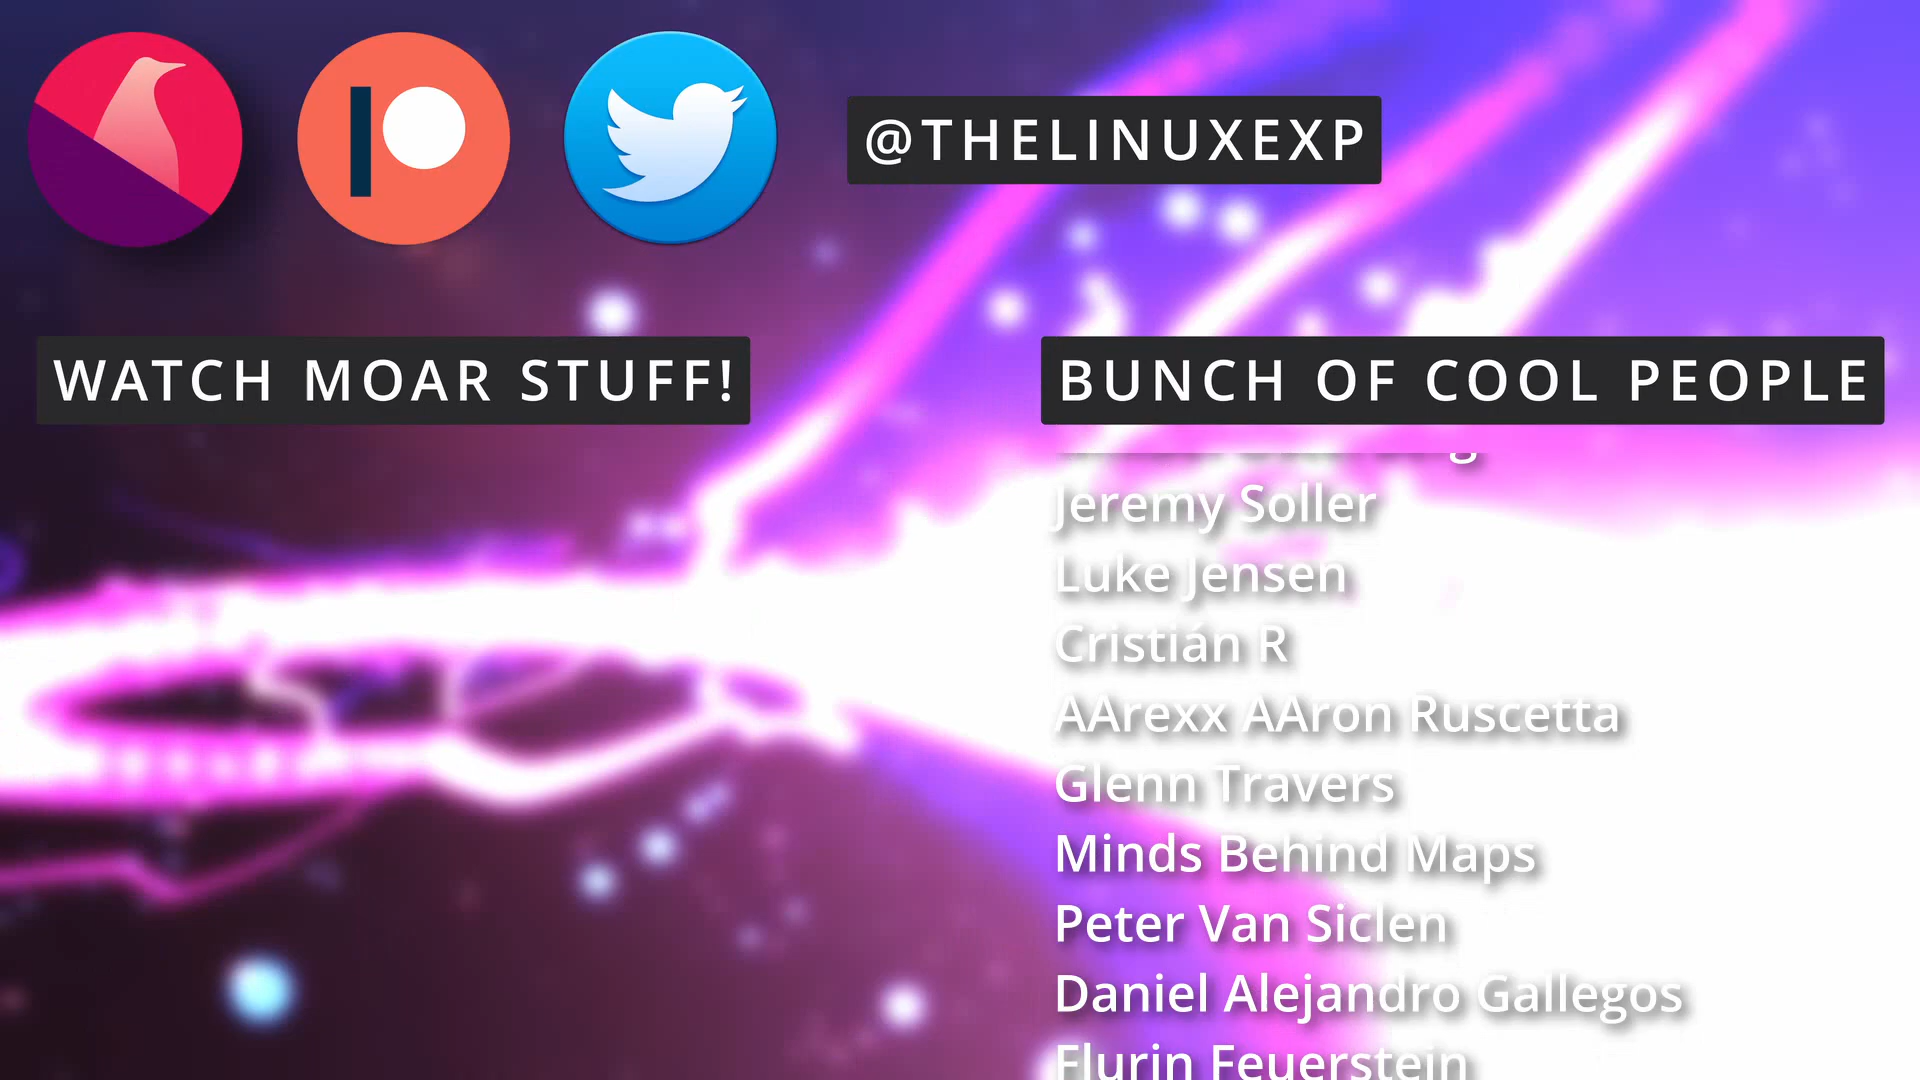 @THELINUXEXP
WATCH MOAR STUFF!
BUNCH OF COOL PEOPLE
Jeremy Soller
Luke Jensen
Cristián R
AArexx AAron Ruscetta
Glenn Travers
Minds Behind Maps
Peter Van Siclen
Daniel Alejandro Gallegos
Flurin Feuerstein